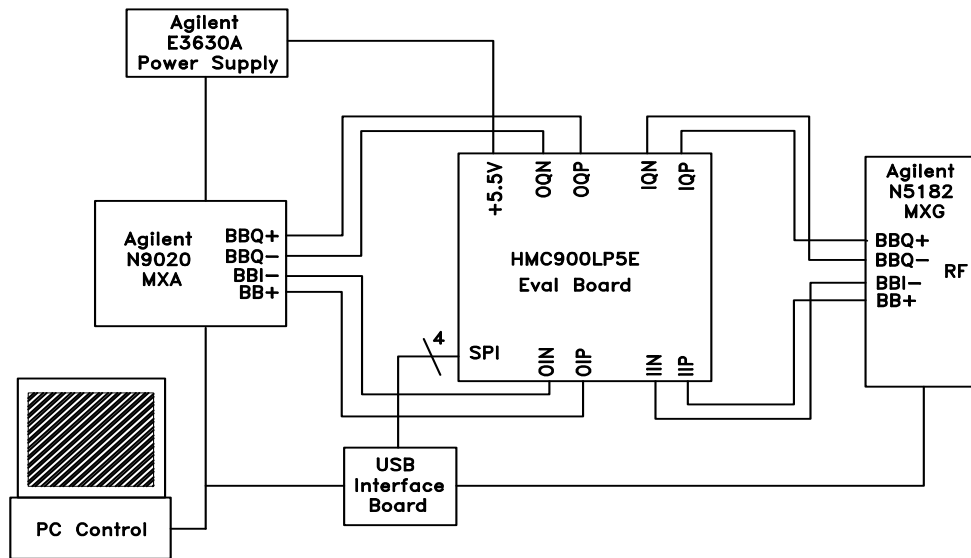 Agilent
E3630A
Power Supply
Agilent
N9020
MXA
BBQ+
BBQ-
BBI-
BB+
+5.5V
OQN
OQP
IQN
IQP
HMC900LP5E
Eval Board
SPI
4
OIN
OIP
IIN
IIP
Agilent
N5182
MXG
BBQ+
BBQ-
BBI-
BB+
RF
USB
Interface
Board
PC Control